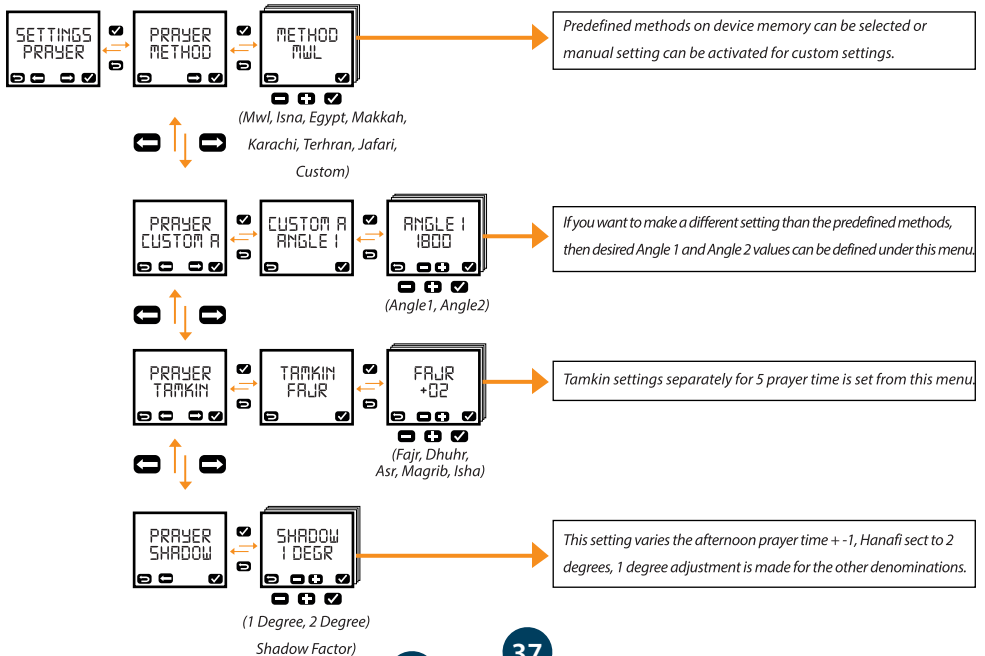 SETTINGS
PRAYER
PRAYER
METHOD
METHOD
MWL
Predefined methods on device memory can be selected or
manual setting can be activated for custom settings.
(Mwl, Isna, Egypt, Makkah,
Karachi, Terhran, Jafari,
Custom)
PRAYER
CUSTOM A
CUSTOM A
ANGLE 1
ANGLE 1
1800
If you want to make a different setting than the predefined methods,
then desired Angle 1 and Angle 2 values can be defined under this menu.
(Angle1, Angle2)
PRAYER
TAMKIN
TAMKIN
FAJR
FAJR
+02
Tamkin settings separately for 5 prayer time is set from this menu.
(Fajr, Dhuhr,
Asr, Magrib, Isha)
PRAYER
SHADOW
SHADOW
1 DEGR
This setting varies the afternoon prayer time + -1, Hanafi sect to 2
degrees, 1 degree adjustment is made for the other denominations.
(1 Degree, 2 Degree)
Shadow Factor)
37